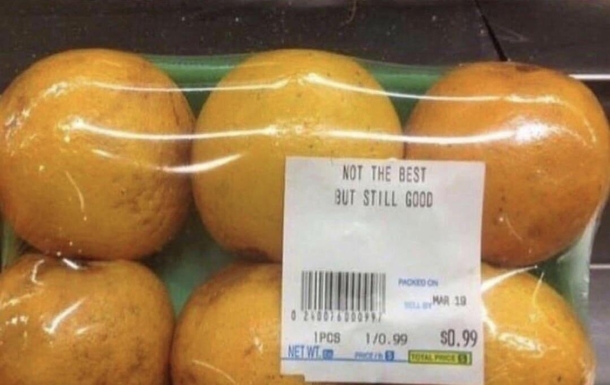 NOT THE BEST
BUT STILL GOOD
PACKED ON
SELL BY MAR 19
1PCS 1/0.99 $0.99
NET WT. PRICE/ TOTAL PRICE $